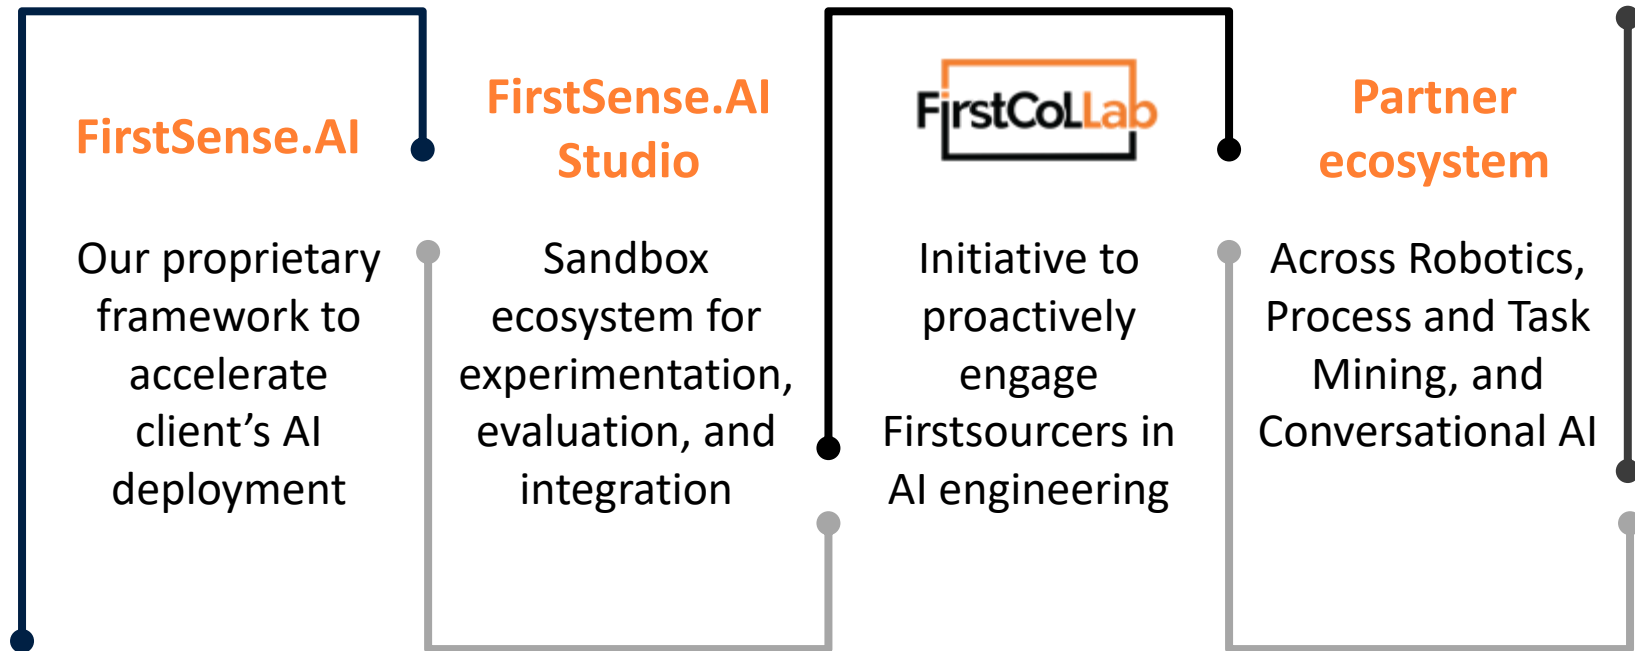 FirstSense.AI
Our proprietary
framework to
accelerate
client’s AI
deployment
FirstSense.AI
Studio
Sandbox
ecosystem for
experimentation,
evaluation, and
integration
FirstCoLLab
Initiative to
proactively
engage
Firstsourcers in
AI engineering
Partner
ecosystem
Across Robotics,
Process and Task
Mining, and
Conversational AI